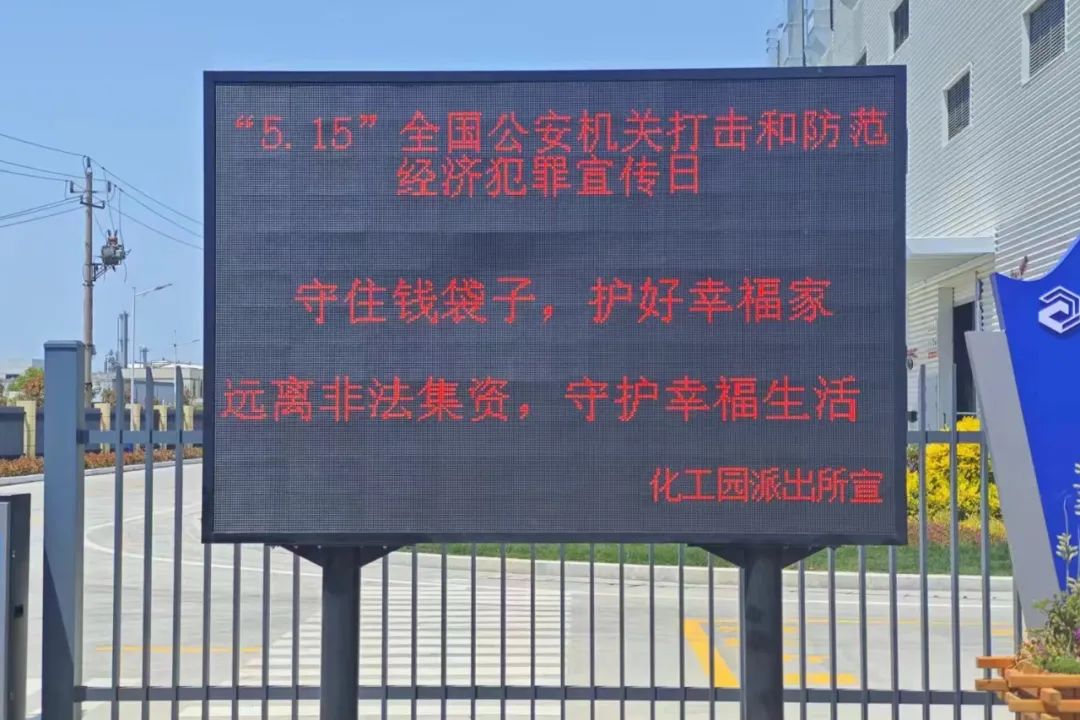 “5.15”全国公安机关打击和防范
经济犯罪宣传日
守住钱袋子，护好幸福家
远离非法集资，守护幸福生活
化工园派出所宣